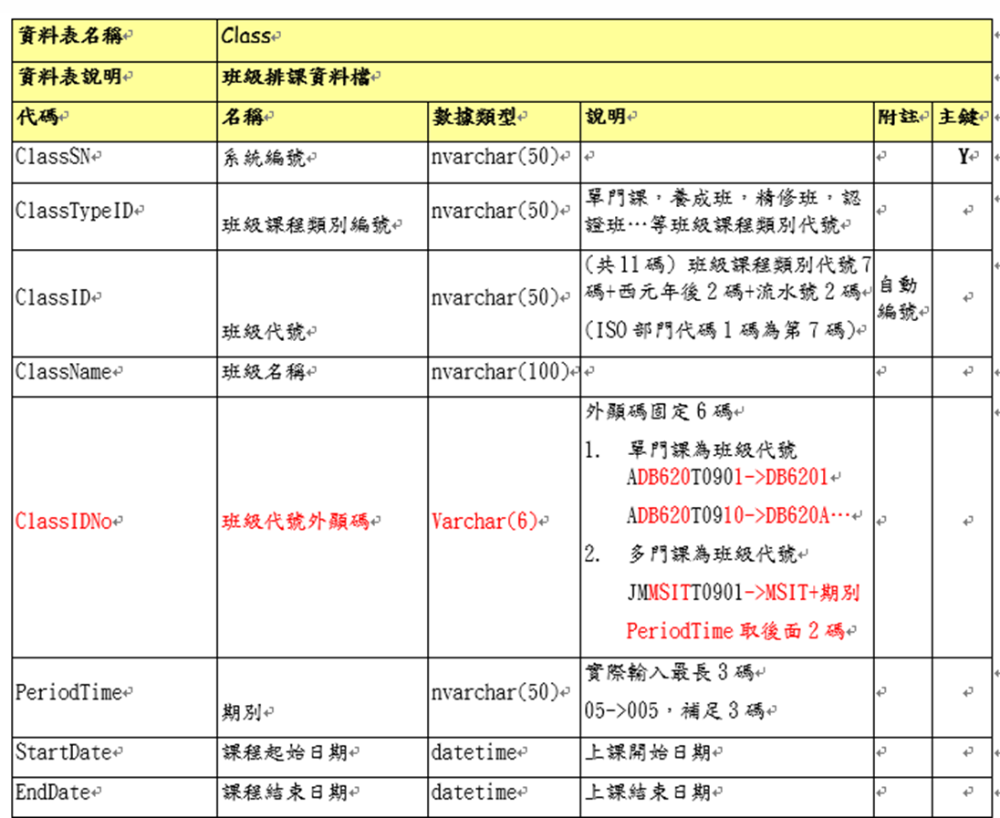 資料表名稱 Class
資料表說明 班級排課資料檔
代碼 名稱 數據類型 說明 附註 主鍵
ClassSN 系統編號 nvarchar(50) Y
ClassTypeID 班級課程類別編號 nvarchar(50) 單門課，養成班，精修班，認
證班…等班級課程類別代號
ClassID 班級代號 nvarchar(50) (共11碼) 班級課程類別代號7
碼+西元年後2碼+流水號2碼
(ISO部門代碼1碼為第7碼)
自動
編號
ClassName 班級名稱 nvarchar(100)
ClassIDNo 班級代號外顯碼 Varchar(6) 外顯碼固定6碼
1. 單門課為班級代號
ADB620T0901->DB6201
ADB620T0910->DB620A…
2. 多門課為班級代號
JMMSITT0901->MSIT+期別
PeriodTime取後面2碼
PeriodTime 期別 nvarchar(50) 實際輸入最長3碼
05->005，補足3碼
StartDate 課程起始日期 datetime 上課開始日期
EndDate 課程結束日期 datetime 上課結束日期